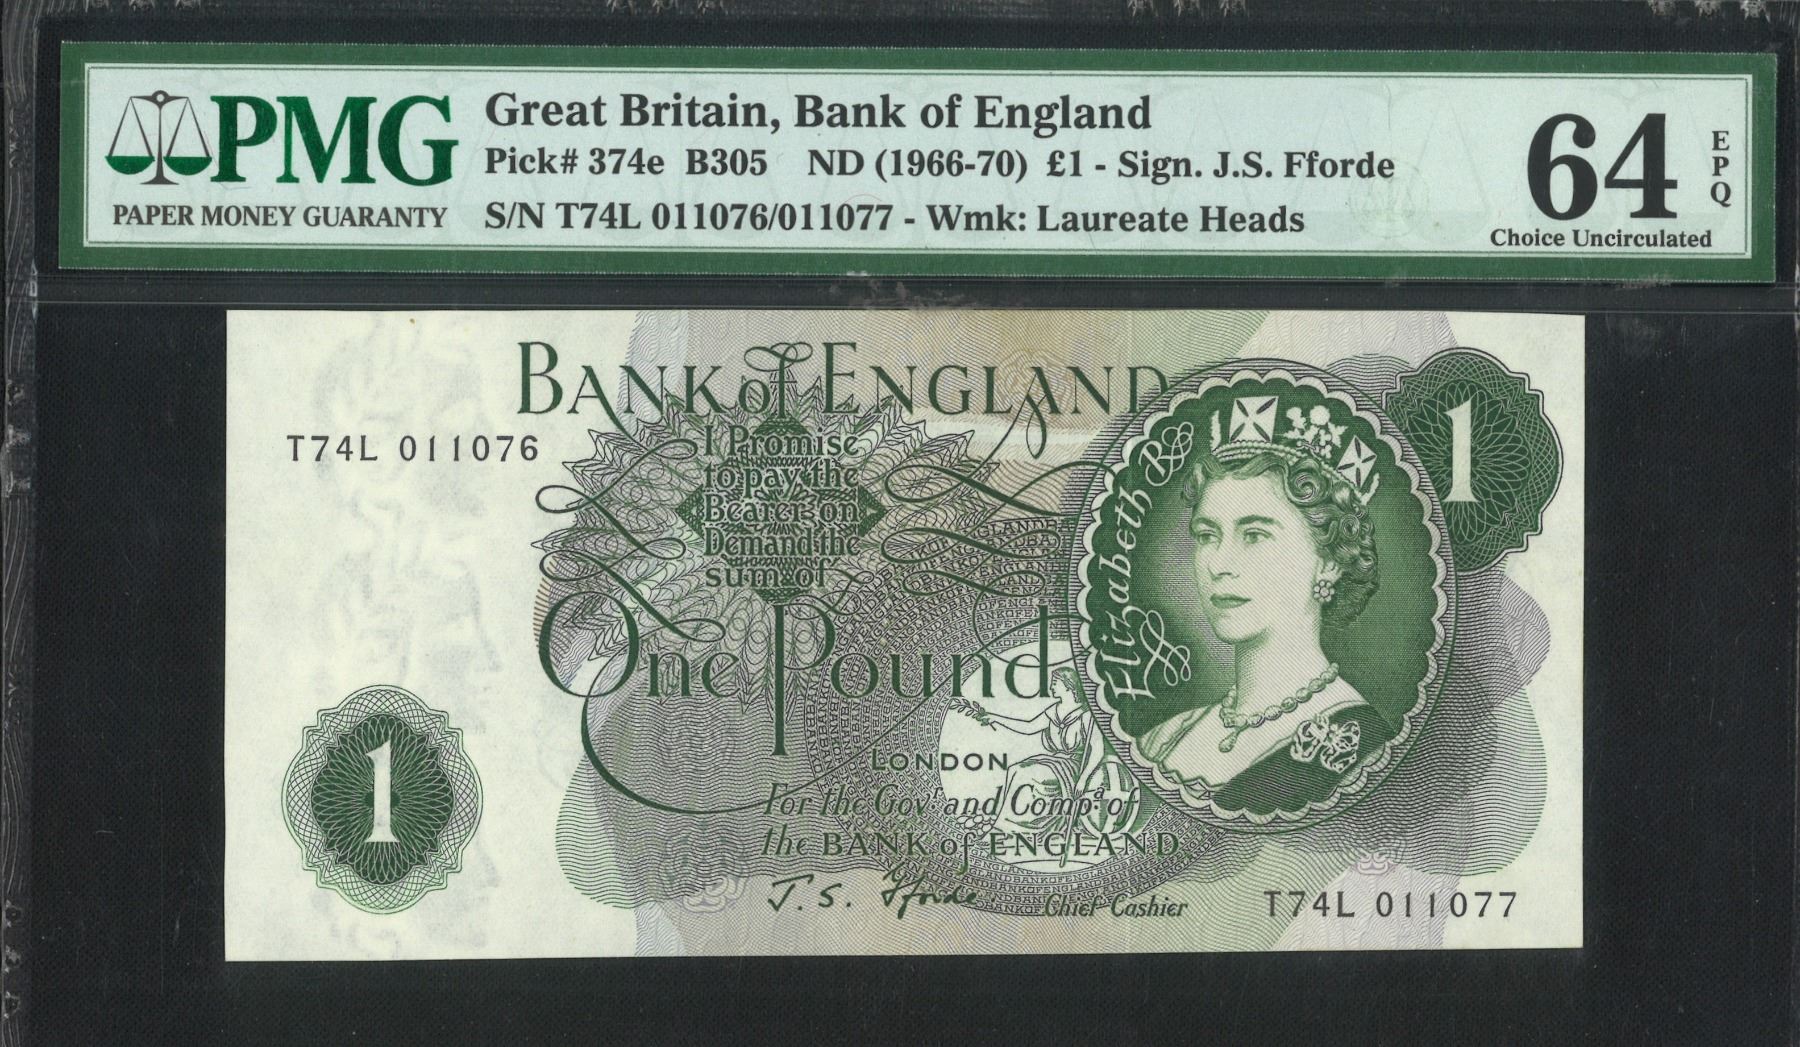 PMG
PAPER MONEY GUARANTY
Great Britain, Bank of England
Pick# 374e B305 ND (1966-70) £1 - Sign. J.S. Fforde
S/N T74L 011076/011077 - Wmk: Laureate Heads
64
EPQ
Choice Uncirculated
BANK of ENGLAND
1
T74L 011076
I Promise
to pay the
Bearer on
Demand the
sum of
Elizabeth R
One Pound
LONDON
1
For the Govr. and Compa. of
the BANK of ENGLAND
J. S. Fforde
Chief Cashier
T74L 011077